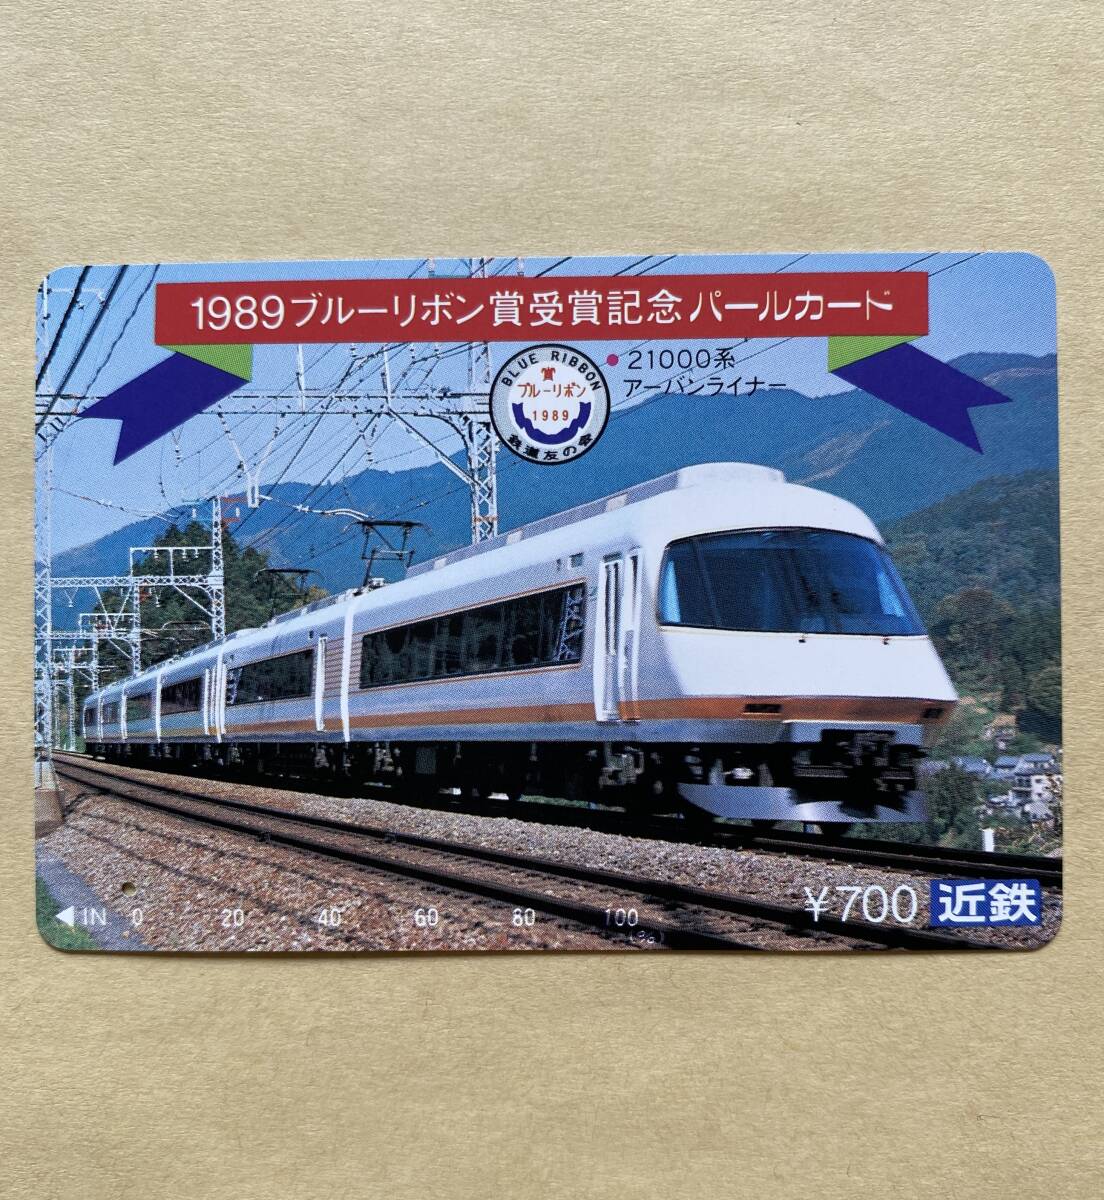 1989ブルーリボン賞受賞記念パールカード
BLUE RIBBON
賞
ブルーリボン
1989
鉄道友の会
● 21000系
アーバンライナー
◀IN 0 20 40 60 80 100
(%)
¥700 近鉄